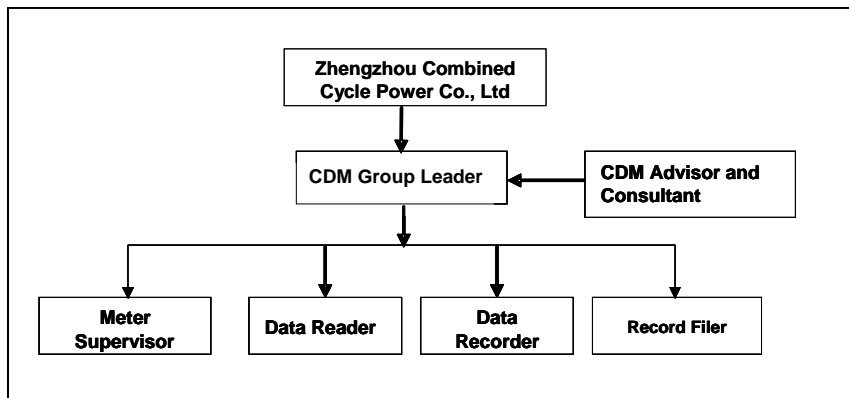 Zhengzhou Combined
Cycle Power Co., Ltd
CDM Group Leader
CDM Advisor and
Consultant
Meter
Supervisor
Data Reader
Data
Recorder
Record Filer